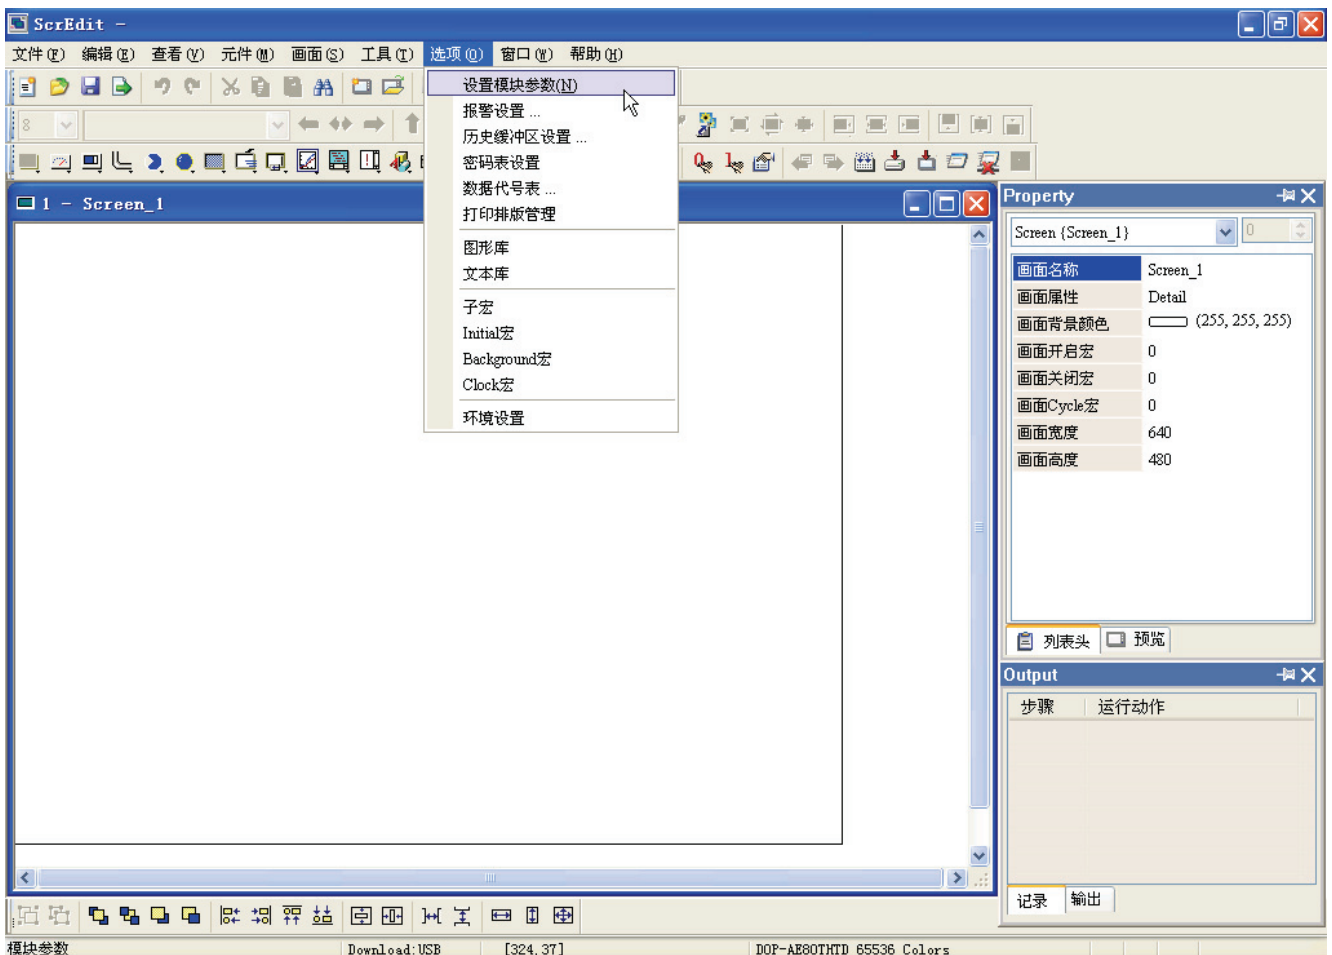 ScrEdit -
文件(F) 编辑(E) 查看(V) 元件(M) 画面(S) 工具(T) 选项(O) 窗口(W) 帮助(H)
设置模块参数(N)
报警设置 ...
历史缓冲区设置 ...
密码表设置
数据代号表 ...
打印排版管理
图形库
文本库
子宏
Initial宏
Background宏
Clock宏
环境设置
8
1 - Screen_1
Property
Screen {Screen_1} 0
画面名称 Screen_1
画面属性 Detail
画面背景颜色 (255, 255, 255)
画面开启宏 0
画面关闭宏 0
画面Cycle宏 0
画面宽度 640
画面高度 480
列表头 预览
Output
步骤 运行动作
记录 输出
模块参数 Download:USB [324,37] DOP-AE80THTD 65536 Colors